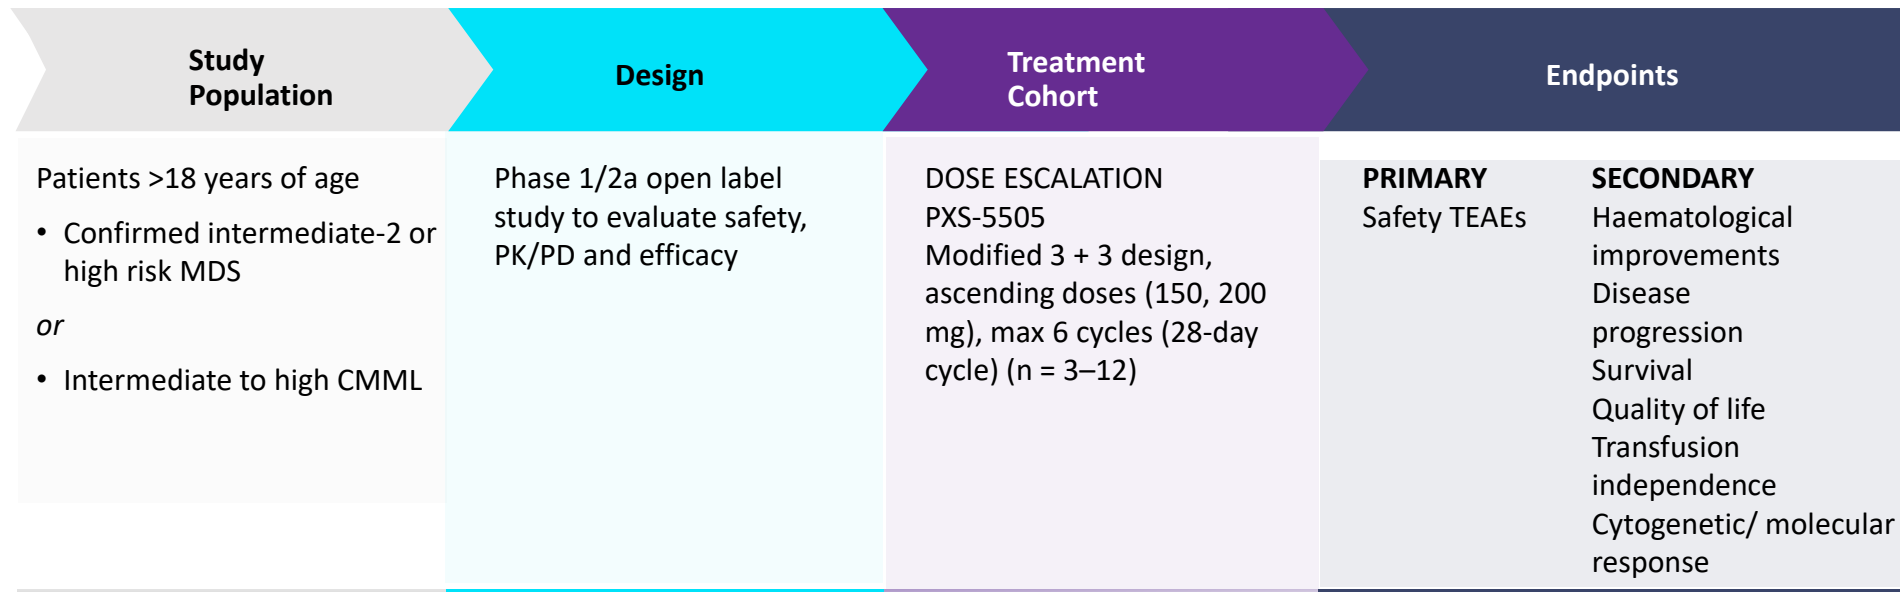 Study
Population
Design
Treatment
Cohort
Endpoints
Patients >18 years of age
• Confirmed intermediate-2 or
high risk MDS
or
• Intermediate to high CMML
Phase 1/2a open label
study to evaluate safety,
PK/PD and efficacy
DOSE ESCALATION
PXS-5505
Modified 3 + 3 design,
ascending doses (150, 200
mg), max 6 cycles (28-day
cycle) (n = 3–12)
PRIMARY
Safety TEAEs
SECONDARY
Haematological
improvements
Disease
progression
Survival
Quality of life
Transfusion
independence
Cytogenetic/ molecular
response